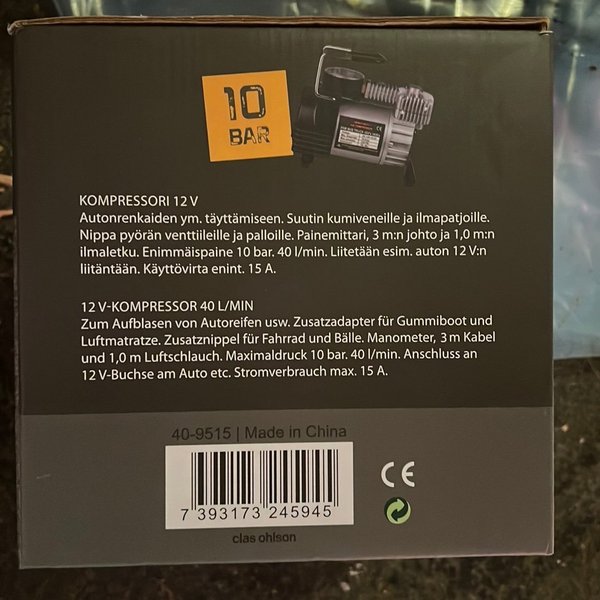 10
BAR
KOMPRESSORI 12 V
Autonrenkaiden ym. täyttämiseen. Suutin kumiveneille ja ilmapatjoille.
Nippa pyörän venttiileille ja palloille. Painemittari, 3 m:n johto ja 1,0 m:n
ilmaletku. Enimmäispaine 10 bar. 40 l/min. Liitetään esim. auton 12 V:n
liitäntään. Käyttövirta enint. 15 A.
12 V-KOMPRESSOR 40 L/MIN
Zum Aufblasen von Autoreifen usw. Zusatzadapter für Gummiboot und
Luftmatratze. Zusatznippel für Fahrrad und Bälle. Manometer, 3 m Kabel
und 1,0 m Luftschlauch. Maximaldruck 10 bar. 40 l/min. Anschluss an
12 V-Buchse am Auto etc. Stromverbrauch max. 15 A.
40-9515 | Made in China
CE
7 393173 245945
clas ohlson